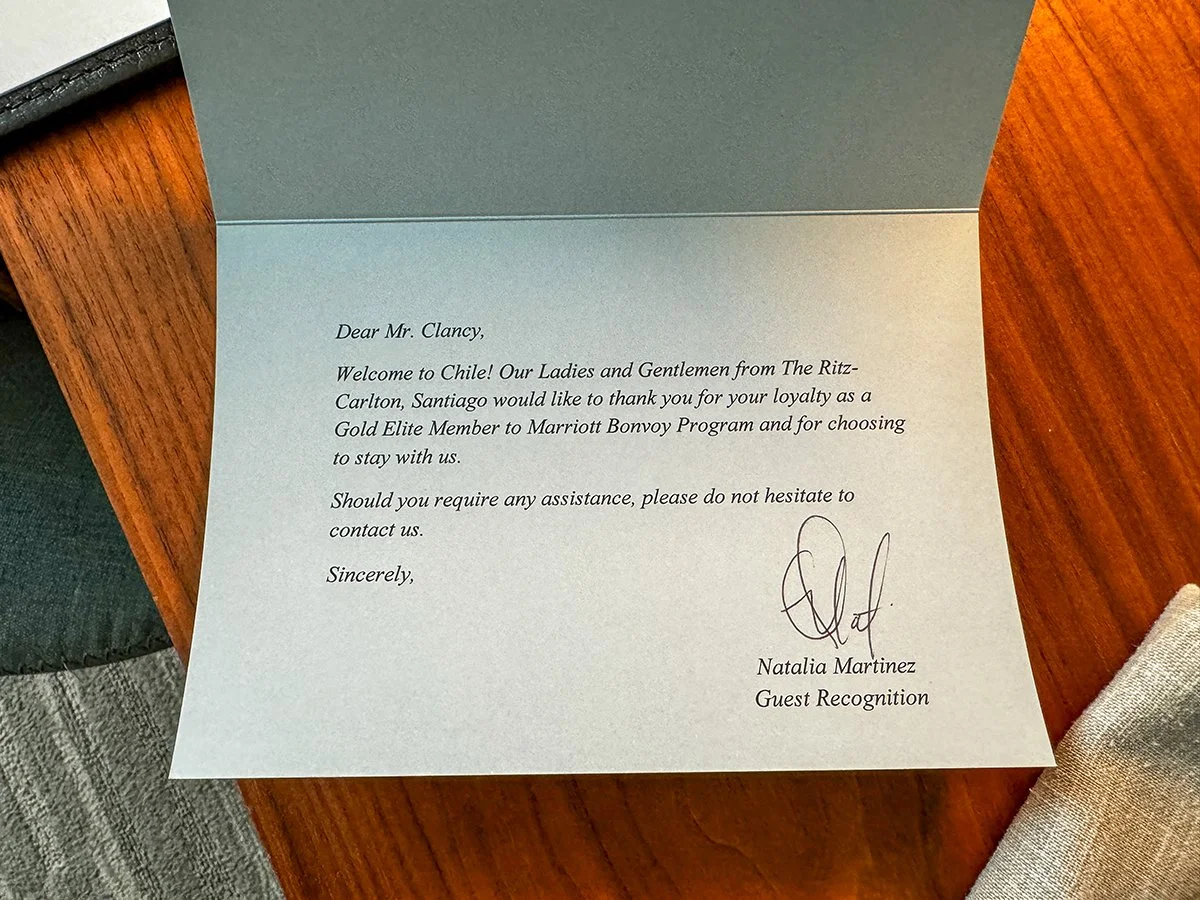 Dear Mr. Clancy,
Welcome to Chile! Our Ladies and Gentlemen from The Ritz-
Carlton, Santiago would like to thank you for your loyalty as a
Gold Elite Member to Marriott Bonvoy Program and for choosing
to stay with us.
Should you require any assistance, please do not hesitate to
contact us.
Sincerely,
Natalia Martinez
Guest Recognition